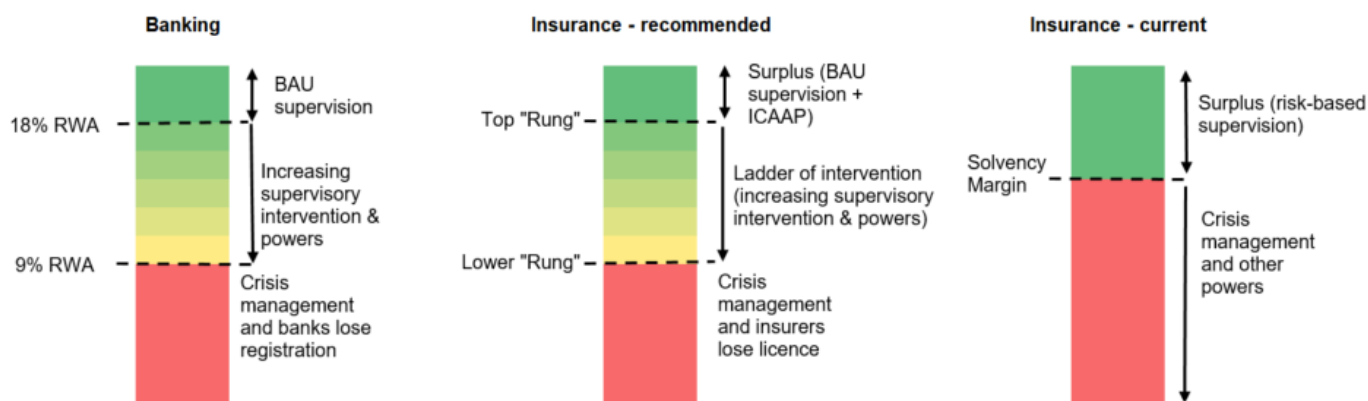 Banking
BAU
supervision
18% RWA
Increasing
supervisory
intervention &
powers
9% RWA
Crisis
management
and banks lose
registration
Insurance - recommended
Surplus (BAU
supervision +
ICAAP)
Top "Rung"
Ladder of intervention
(increasing supervisory
intervention & powers)
Lower "Rung"
Crisis
management
and insurers
lose licence
Insurance - current
Surplus (risk-based
supervision)
Solvency
Margin
Crisis
management
and other
powers